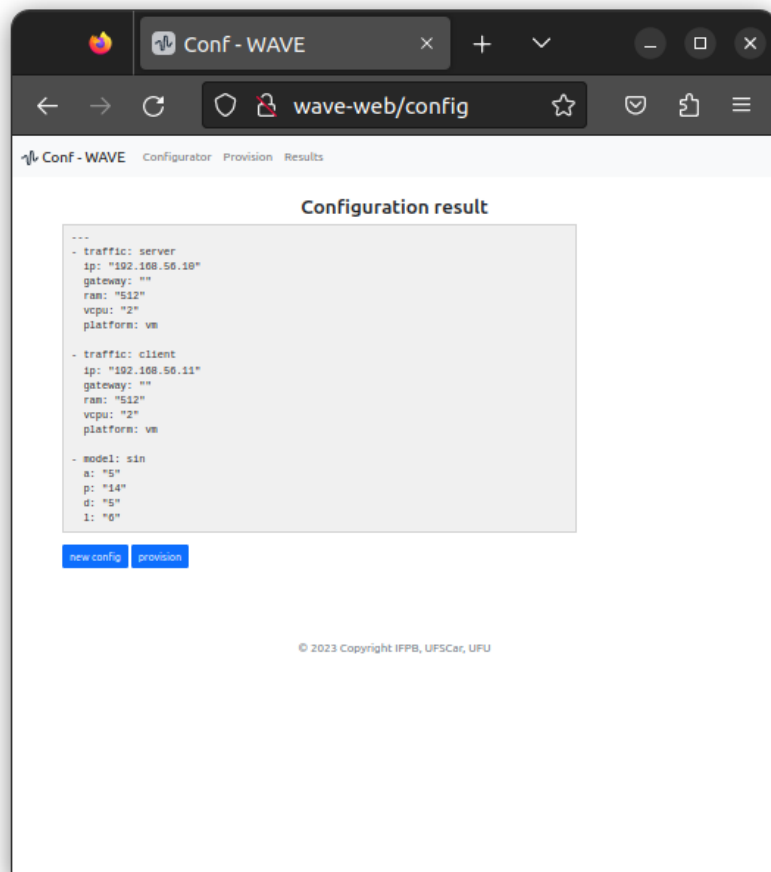 Conf - WAVE
wave-web/config
Conf - WAVE Configurator Provision Results
Configuration result
---
- traffic: server
  ip: "192.168.56.10"
  gateway: ""
  ram: "512"
  vcpu: "2"
  platform: vm
- traffic: client
  ip: "192.168.56.11"
  gateway: ""
  ram: "512"
  vcpu: "2"
  platform: vm
- model: sin
  a: "5"
  p: "14"
  d: "5"
  l: "6"
new config provision
© 2023 Copyright IFPB, UFSCar, UFU